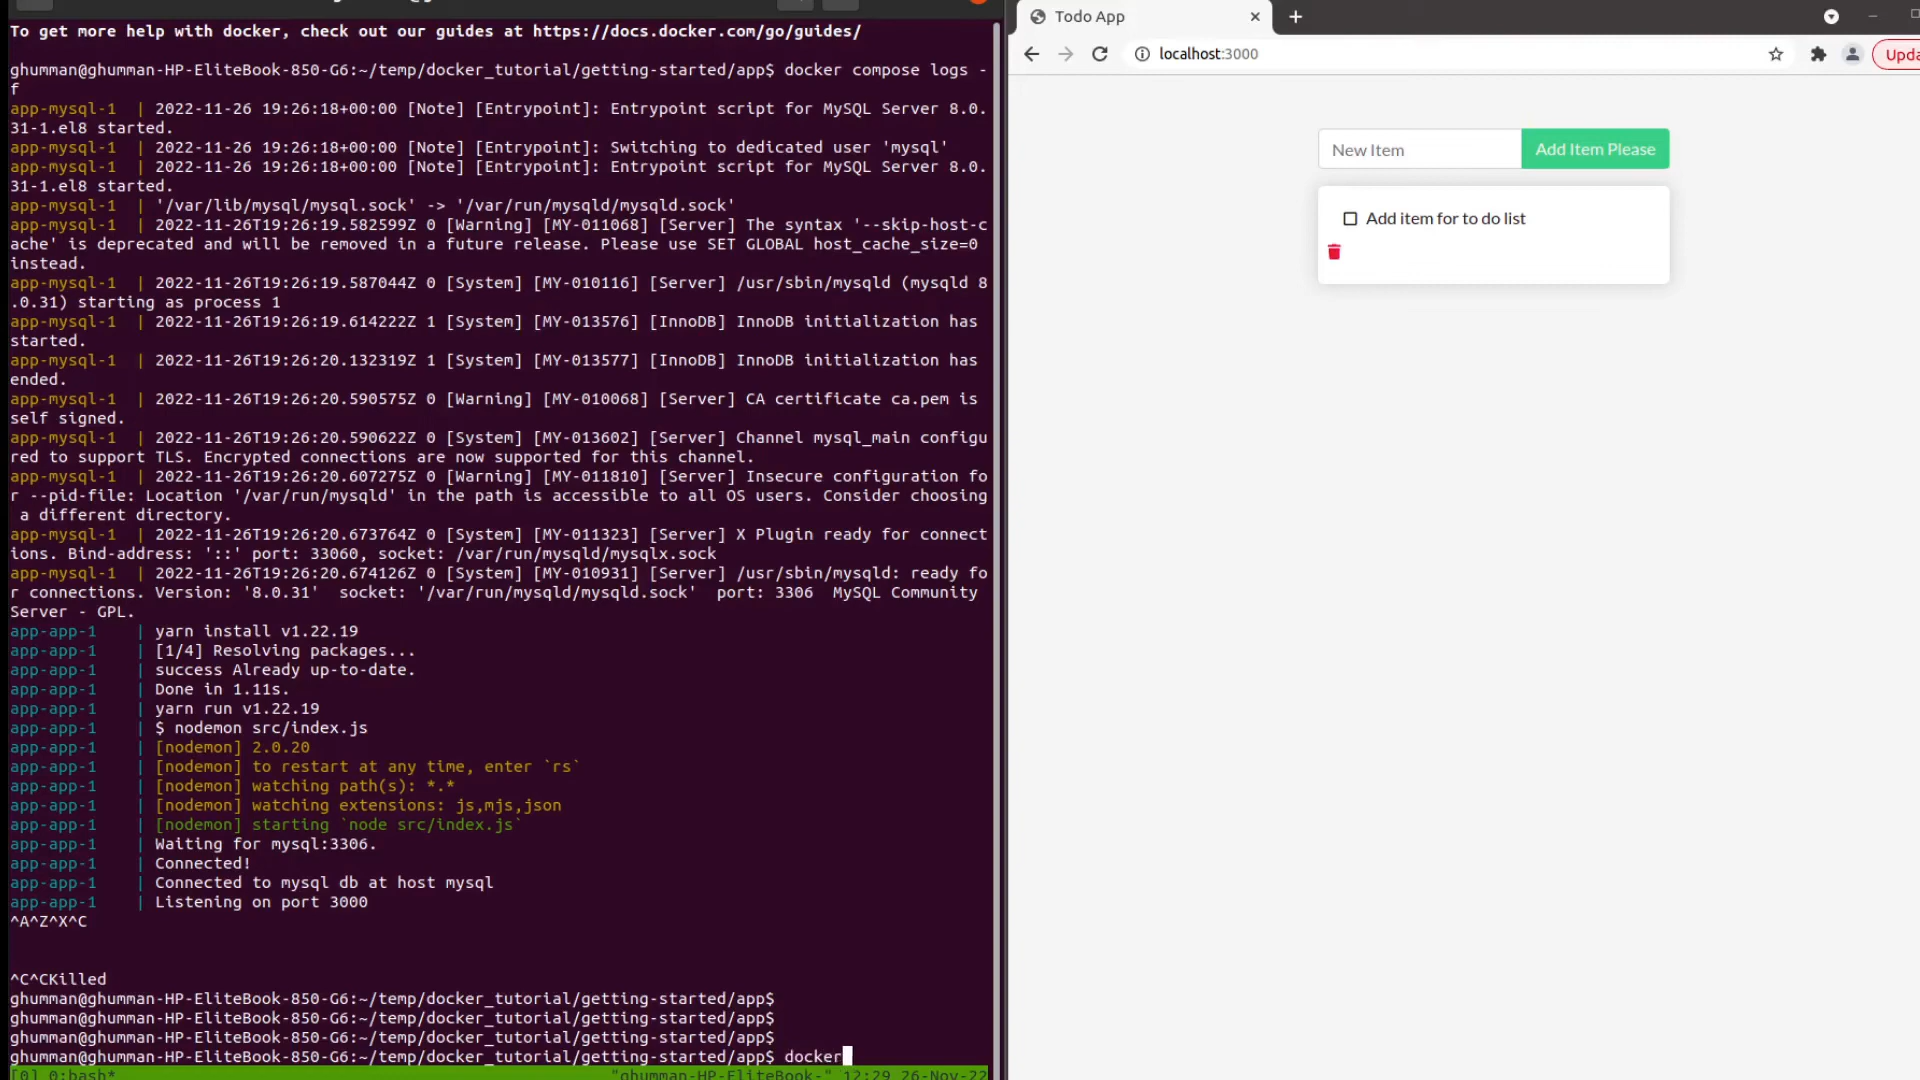 To get more help with docker, check out our guides at https://docs.docker.com/go/guides/
ghumman@ghumman-HP-EliteBook-850-G6:~/temp/docker_tutorial/getting-started/app$ docker compose logs -
f
app-mysql-1  | 2022-11-26 19:26:18+00:00 [Note] [Entrypoint]: Entrypoint script for MySQL Server 8.0.
31-1.el8 started.
app-mysql-1  | 2022-11-26 19:26:18+00:00 [Note] [Entrypoint]: Switching to dedicated user 'mysql'
app-mysql-1  | 2022-11-26 19:26:18+00:00 [Note] [Entrypoint]: Entrypoint script for MySQL Server 8.0.
31-1.el8 started.
app-mysql-1  | '/var/lib/mysql/mysql.sock' -> '/var/run/mysqld/mysqld.sock'
app-mysql-1  | 2022-11-26T19:26:19.582599Z 0 [Warning] [MY-011068] [Server] The syntax '--skip-host-c
ache' is deprecated and will be removed in a future release. Please use SET GLOBAL host_cache_size=0
instead.
app-mysql-1  | 2022-11-26T19:26:19.587044Z 0 [System] [MY-010116] [Server] /usr/sbin/mysqld (mysqld 8
.0.31) starting as process 1
app-mysql-1  | 2022-11-26T19:26:19.614222Z 1 [System] [MY-013576] [InnoDB] InnoDB initialization has
started.
app-mysql-1  | 2022-11-26T19:26:20.132319Z 1 [System] [MY-013577] [InnoDB] InnoDB initialization has
ended.
app-mysql-1  | 2022-11-26T19:26:20.590575Z 0 [Warning] [MY-010068] [Server] CA certificate ca.pem is
self signed.
app-mysql-1  | 2022-11-26T19:26:20.590622Z 0 [System] [MY-013602] [Server] Channel mysql_main configu
red to support TLS. Encrypted connections are now supported for this channel.
app-mysql-1  | 2022-11-26T19:26:20.607275Z 0 [Warning] [MY-011810] [Server] Insecure configuration fo
r --pid-file: Location '/var/run/mysqld' in the path is accessible to all OS users. Consider choosing
 a different directory.
app-mysql-1  | 2022-11-26T19:26:20.673764Z 0 [System] [MY-011323] [Server] X Plugin ready for connect
ions. Bind-address: '::' port: 33060, socket: /var/run/mysqld/mysqlx.sock
app-mysql-1  | 2022-11-26T19:26:20.674126Z 0 [System] [MY-010931] [Server] /usr/sbin/mysqld: ready fo
r connections. Version: '8.0.31'  socket: '/var/run/mysqld/mysqld.sock'  port: 3306  MySQL Community
Server - GPL.
app-app-1    | yarn install v1.22.19
app-app-1    | [1/4] Resolving packages...
app-app-1    | success Already up-to-date.
app-app-1    | Done in 1.11s.
app-app-1    | yarn run v1.22.19
app-app-1    | $ nodemon src/index.js
app-app-1    | [nodemon] 2.0.20
app-app-1    | [nodemon] to restart at any time, enter `rs`
app-app-1    | [nodemon] watching path(s): *.*
app-app-1    | [nodemon] watching extensions: js,mjs,json
app-app-1    | [nodemon] starting `node src/index.js`
app-app-1    | Waiting for mysql:3306.
app-app-1    | Connected!
app-app-1    | Connected to mysql db at host mysql
app-app-1    | Listening on port 3000
^A^Z^X^C
^C^CKilled
ghumman@ghumman-HP-EliteBook-850-G6:~/temp/docker_tutorial/getting-started/app$
ghumman@ghumman-HP-EliteBook-850-G6:~/temp/docker_tutorial/getting-started/app$
ghumman@ghumman-HP-EliteBook-850-G6:~/temp/docker_tutorial/getting-started/app$
ghumman@ghumman-HP-EliteBook-850-G6:~/temp/docker_tutorial/getting-started/app$ docker
[0] 0:bash* "ghumman-HP-EliteBook-" 12:29 26-Nov-22
Todo App
localhost:3000
Upda
New Item
Add Item Please
Add item for to do list